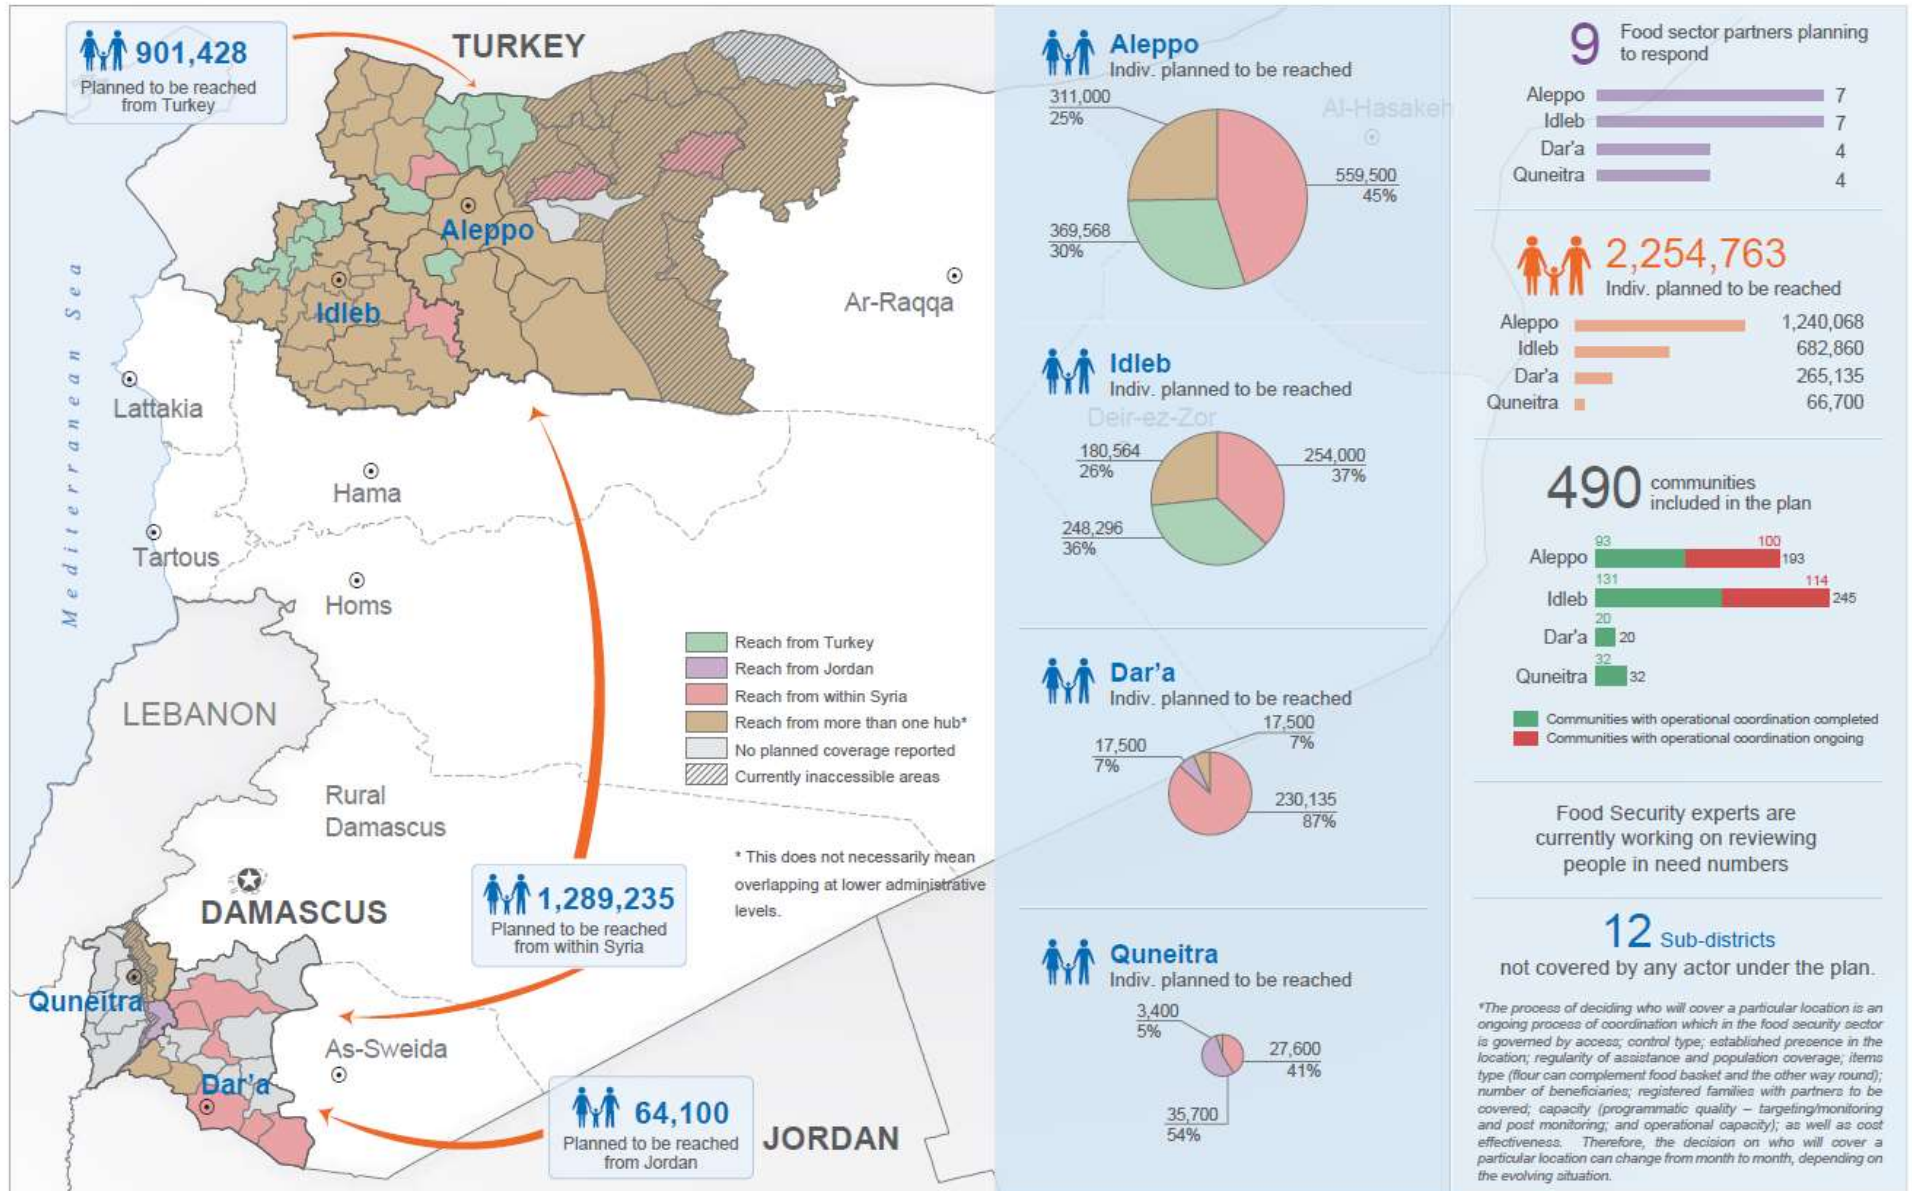 901,428
Planned to be reached
from Turkey
TURKEY
Mediterranean Sea
Aleppo
Idleb
Ar-Raqqa
Lattakia
Hama
Tartous
Homs
LEBANON
Reach from Turkey
Reach from Jordan
Reach from within Syria
Reach from more than one hub*
No planned coverage reported
Currently inaccessible areas
Rural
Damascus
* This does not necessarily mean
overlapping at lower administrative
levels.
DAMASCUS
1,289,235
Planned to be reached
from within Syria
Quneitra
As-Sweida
Dar'a
64,100
Planned to be reached
from Jordan
JORDAN
Aleppo
Indiv. planned to be reached
311,000
25%
Al-Hasakeh
559,500
45%
369,568
30%
Idleb
Indiv. planned to be reached
Deir-ez-Zor
180,564
26%
254,000
37%
248,296
36%
Dar'a
Indiv. planned to be reached
17,500
7%
17,500
7%
230,135
87%
Quneitra
Indiv. planned to be reached
3,400
5%
27,600
41%
35,700
54%
9 Food sector partners planning
to respond
Aleppo 7
Idleb 7
Dar'a 4
Quneitra 4
2,254,763
Indiv. planned to be reached
Aleppo 1,240,068
Idleb 682,860
Dar'a 265,135
Quneitra 66,700
490 communities
included in the plan
93 100
Aleppo 193
131 114
Idleb 245
20
Dar'a 20
32
Quneitra 32
Communities with operational coordination completed
Communities with operational coordination ongoing
Food Security experts are
currently working on reviewing
people in need numbers
12 Sub-districts
not covered by any actor under the plan.
*The process of deciding who will cover a particular location is an
ongoing process of coordination which in the food security sector
is governed by access; control type; established presence in the
location; regularity of assistance and population coverage; items
type (flour can complement food basket and the other way round);
number of beneficiaries; registered families with partners to be
covered; capacity (programmatic quality – targeting/monitoring
and post monitoring; and operational capacity); as well as cost
effectiveness. Therefore, the decision on who will cover a
particular location can change from month to month, depending on
the evolving situation.